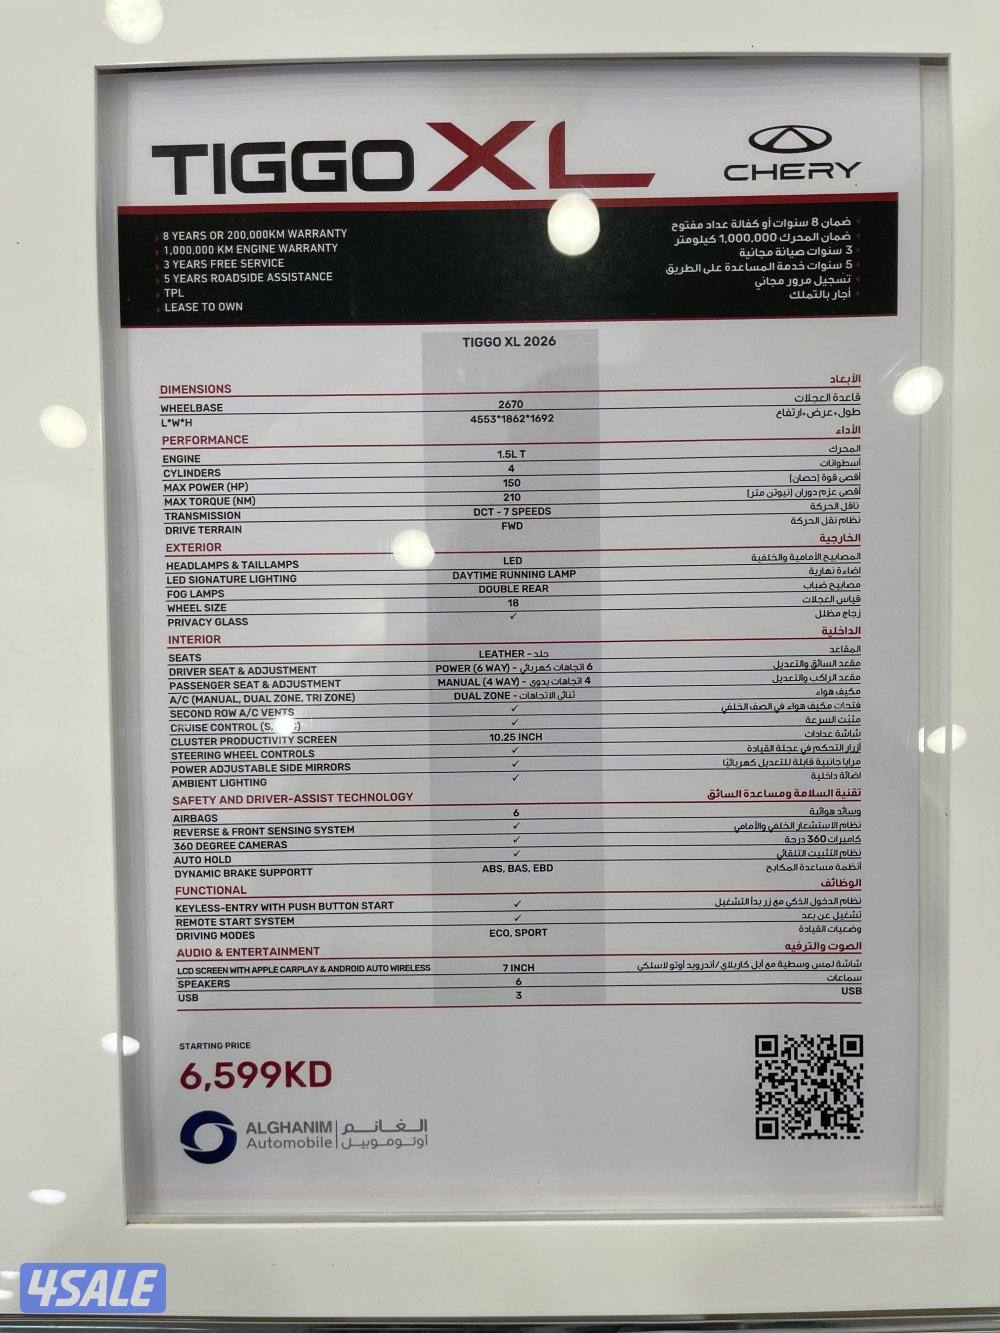 TIGGO XL
CHERY
8 YEARS OR 200,000KM WARRANTY
1,000,000 KM ENGINE WARRANTY
3 YEARS FREE SERVICE
5 YEARS ROADSIDE ASSISTANCE
TPL
LEASE TO OWN
ضمان 8 سنوات أو كفالة عداد مفتوح
ضمان المحرك 1,000,000 كيلومتر
3 سنوات صيانة مجانية
5 سنوات خدمة المساعدة على الطريق
تسجيل مرور مجاني
أجار بالتملك
TIGGO XL 2026
DIMENSIONS الأبعاد
WHEELBASE 2670 قاعدة العجلات
L*W*H 4553*1862*1692 طول*عرض*ارتفاع
PERFORMANCE الأداء
ENGINE 1.5L T المحرك
CYLINDERS 4 أسطوانات
MAX POWER (HP) 150 أقصى قوة (حصان)
MAX TORQUE (NM) 210 أقصى عزم دوران (نيوتن متر)
TRANSMISSION DCT - 7 SPEEDS ناقل الحركة
DRIVE TERRAIN FWD نظام نقل الحركة
EXTERIOR الخارجية
HEADLAMPS & TAILLAMPS LED المصابيح الأمامية والخلفية
LED SIGNATURE LIGHTING DAYTIME RUNNING LAMP اضاءة نهارية
FOG LAMPS DOUBLE REAR مصابيح ضباب
WHEEL SIZE 18 قياس العجلات
PRIVACY GLASS ✓ زجاج مظلل
INTERIOR الداخلية
SEATS LEATHER - جلد المقاعد
DRIVER SEAT & ADJUSTMENT POWER (6 WAY) - 6 اتجاهات كهربائي مقعد السائق والتعديل
PASSENGER SEAT & ADJUSTMENT MANUAL (4 WAY) - 4 اتجاهات يدوي مقعد الراكب والتعديل
A/C (MANUAL, DUAL ZONE, TRI ZONE) DUAL ZONE - ثنائي الاتجاهات مكيف هواء
SECOND ROW A/C VENTS ✓ فتحات مكيف هواء في الصف الخلفي
CRUISE CONTROL ✓ مثبت السرعة
CLUSTER PRODUCTIVITY SCREEN 10.25 INCH شاشة عدادات
STEERING WHEEL CONTROLS ✓ أزرار التحكم في عجلة القيادة
POWER ADJUSTABLE SIDE MIRRORS ✓ مرايا جانبية قابلة للتعديل كهربائيًا
AMBIENT LIGHTING ✓ اضائة داخلية
SAFETY AND DRIVER-ASSIST TECHNOLOGY تقنية السلامة ومساعدة السائق
AIRBAGS 6 وسائد هوائية
REVERSE & FRONT SENSING SYSTEM ✓ نظام الاستشعار الخلفي والأمامي
360 DEGREE CAMERAS ✓ كاميرات 360 درجة
AUTO HOLD ✓ نظام التثبيت التلقائي
DYNAMIC BRAKE SUPPORTT ABS, BAS, EBD أنظمة مساعدة المكابح
FUNCTIONAL الوظائف
KEYLESS-ENTRY WITH PUSH BUTTON START ✓ نظام الدخول الذكي مع زر بدأ التشغيل
REMOTE START SYSTEM ✓ تشغيل عن بعد
DRIVING MODES ECO, SPORT وضعيات القيادة
AUDIO & ENTERTAINMENT الصوت والترفيه
LCD SCREEN WITH APPLE CARPLAY & ANDROID AUTO WIRELESS 7 INCH شاشة لمس وسطية مع أبل كاربلاي/أندرويد أوتو لاسلكي
SPEAKERS 6 سماعات
USB 3 USB
STARTING PRICE
6,599KD
ALGHANIM الغانم
Automobile أوتوموبيل
4SALE